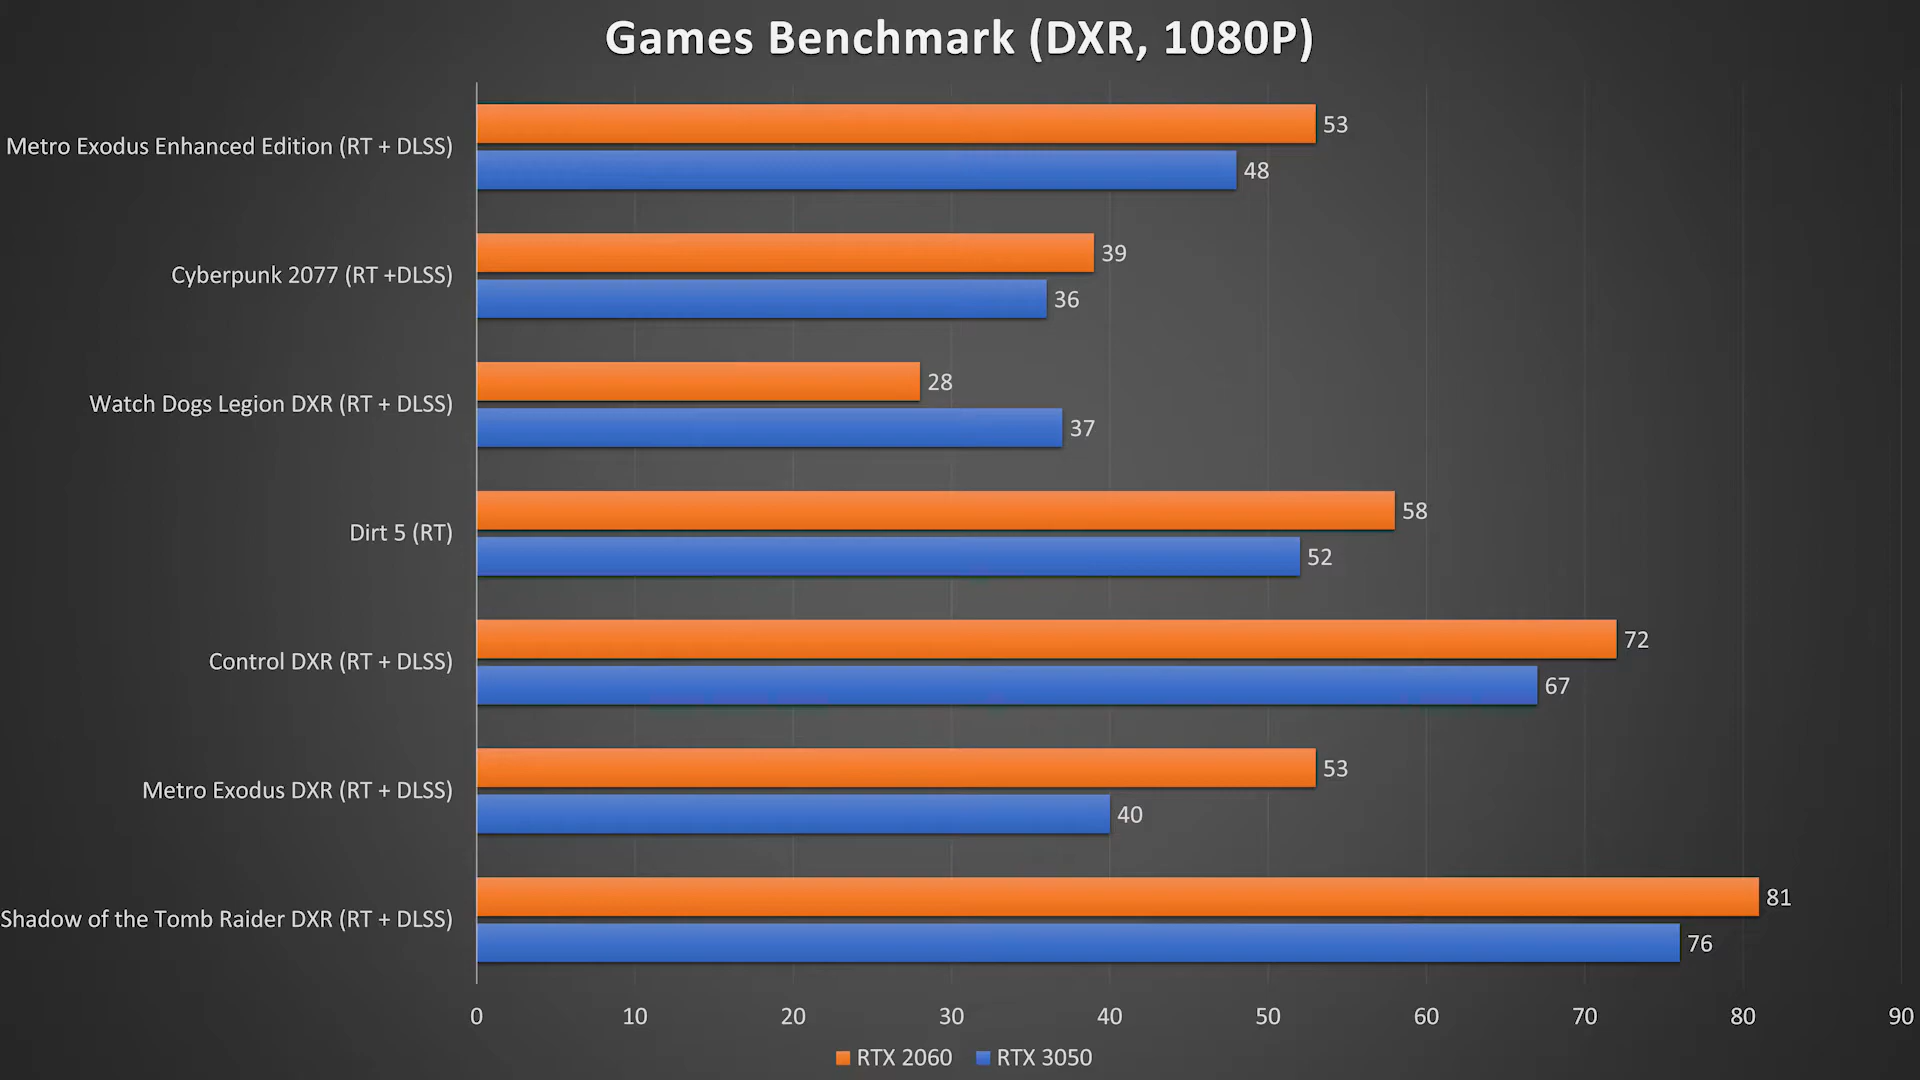 Games Benchmark (DXR, 1080P)
Metro Exodus Enhanced Edition (RT + DLSS)
53
48
Cyberpunk 2077 (RT +DLSS)
39
36
Watch Dogs Legion DXR (RT + DLSS)
28
37
Dirt 5 (RT)
58
52
Control DXR (RT + DLSS)
72
67
Metro Exodus DXR (RT + DLSS)
53
40
Shadow of the Tomb Raider DXR (RT + DLSS)
81
76
0 10 20 30 40 50 60 70 80 90
RTX 2060 RTX 3050